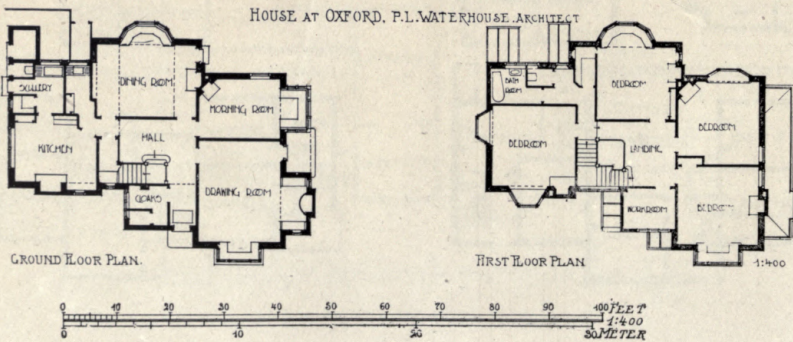 HOUSE AT OXFORD. P.L. WATERHOUSE. ARCHITECT
DINING ROOM
SCULLERY
MORNING ROOM
HALL
KITCHEN
CLOAKS
DRAWING ROOM
GROUND FLOOR PLAN.
BATH
ROOM
BEDROOM
BEDROOM
LANDING
BEDROOM
WORKROOM
BEDROOM
FIRST FLOOR PLAN
1:400
0 10 20 30 40 50 60 70 80 90 100 FEET
1:400
0 10 20 30 METER